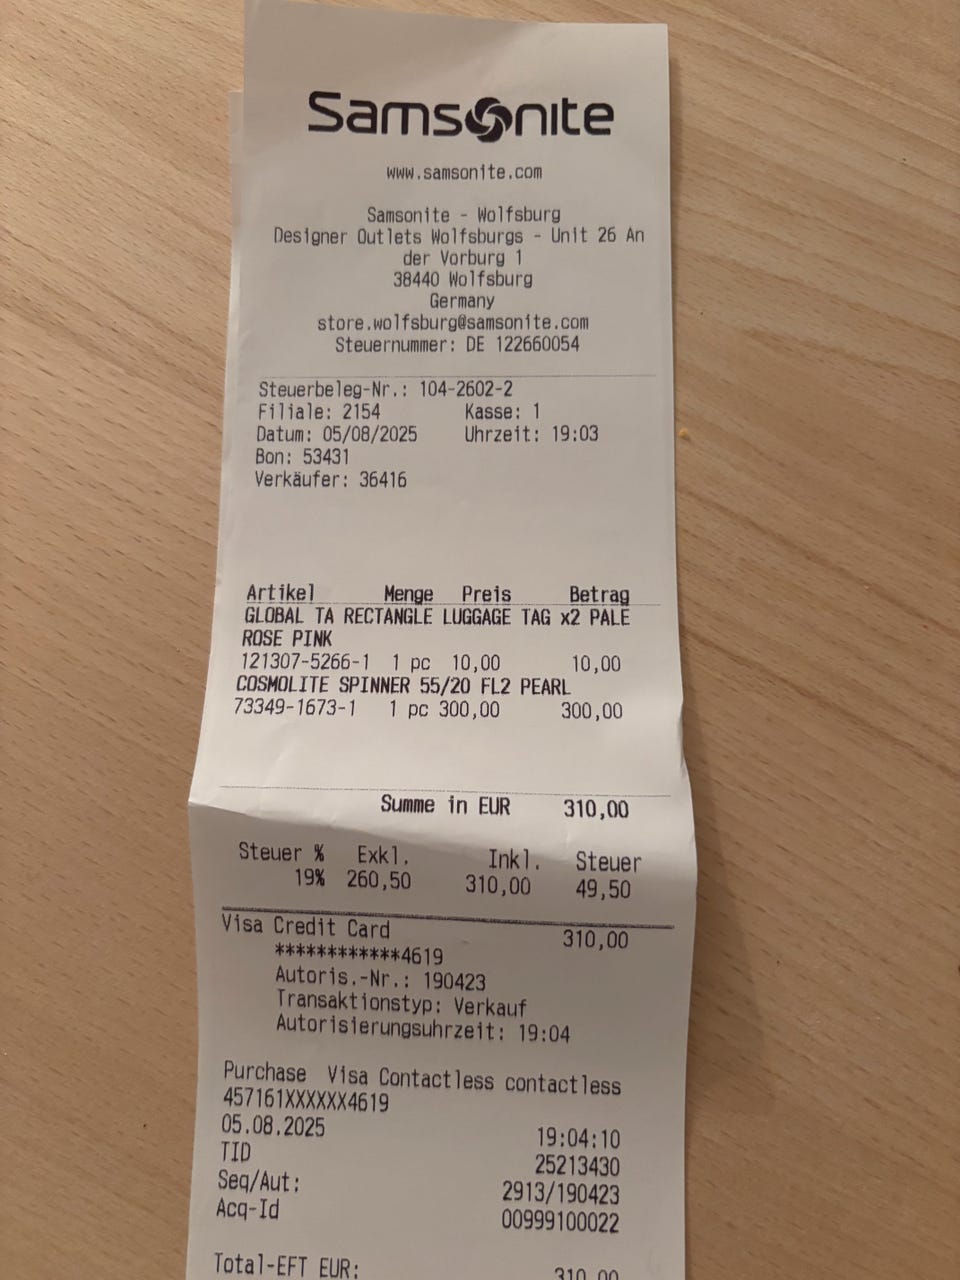 Samsonite
www.samsonite.com
Samsonite - Wolfsburg
Designer Outlets Wolfsburgs - Unit 26 An
der Vorburg 1
38440 Wolfsburg
Germany
store.wolfsburg@samsonite.com
Steuernummer: DE 122660054
Steuerbeleg-Nr.: 104-2602-2
Filiale: 2154 Kasse: 1
Datum: 05/08/2025 Uhrzeit: 19:03
Bon: 53431
Verkäufer: 36416
Artikel Menge Preis Betrag
GLOBAL TA RECTANGLE LUGGAGE TAG x2 PALE
ROSE PINK
121307-5266-1 1 pc 10,00 10,00
COSMOLITE SPINNER 55/20 FL2 PEARL
73349-1673-1 1 pc 300,00 300,00
Summe in EUR 310,00
Steuer % Exkl. Inkl. Steuer
19% 260,50 310,00 49,50
Visa Credit Card 310,00
************4619
Autoris.-Nr.: 190423
Transaktionstyp: Verkauf
Autorisierungsuhrzeit: 19:04
Purchase Visa Contactless contactless
457161XXXXXX4619
05.08.2025 19:04:10
TID 25213430
Seq/Aut: 2913/190423
Acq-Id 00999100022
Total-EFT EUR: 310,00